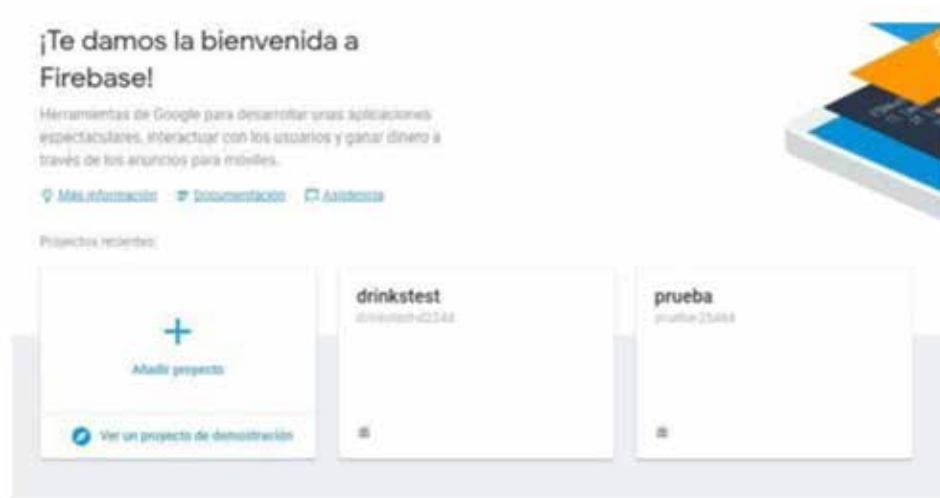 ¡Te damos la bienvenida a
Firebase!
Herramientas de Google para desarrollar unas aplicaciones
espectaculares, interactuar con los usuarios y ganar dinero a
través de los anuncios para móviles.
Más información Documentación Asistencia
Proyectos recientes
drinkstest
prueba
Añadir proyecto
Ver un proyecto de demostración